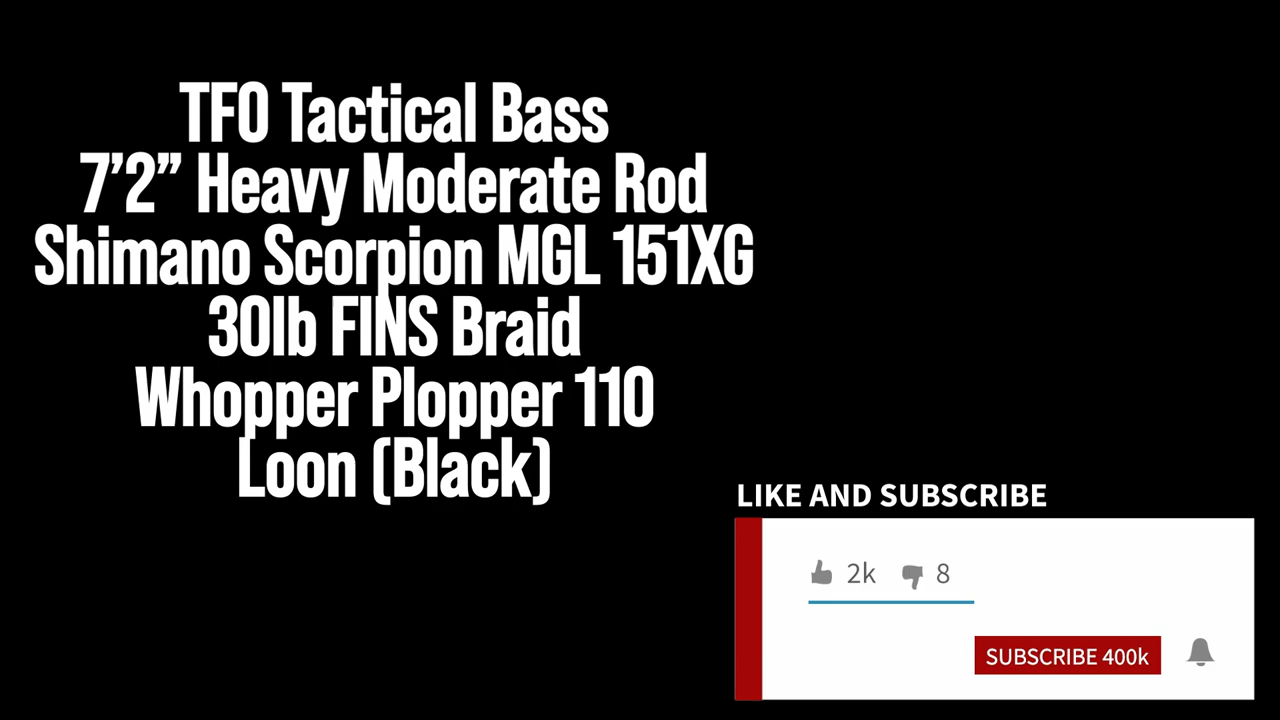 TFO Tactical Bass
7’2” Heavy Moderate Rod
Shimano Scorpion MGL 151XG
30lb FINS Braid
Whopper Plopper 110
Loon (Black)
LIKE AND SUBSCRIBE
2k 8
SUBSCRIBE 400k